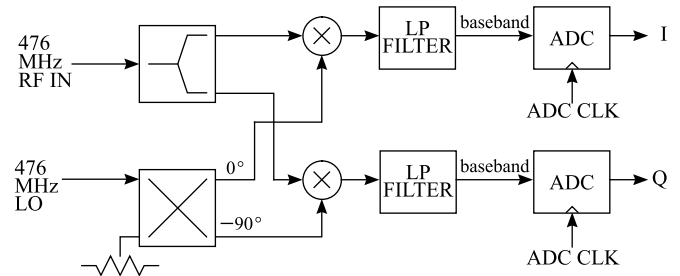 476
MHz
RF IN
LP
FILTER
baseband
ADC
I
ADC CLK
476
MHz
LO
0°
−90°
LP
FILTER
baseband
ADC
Q
ADC CLK